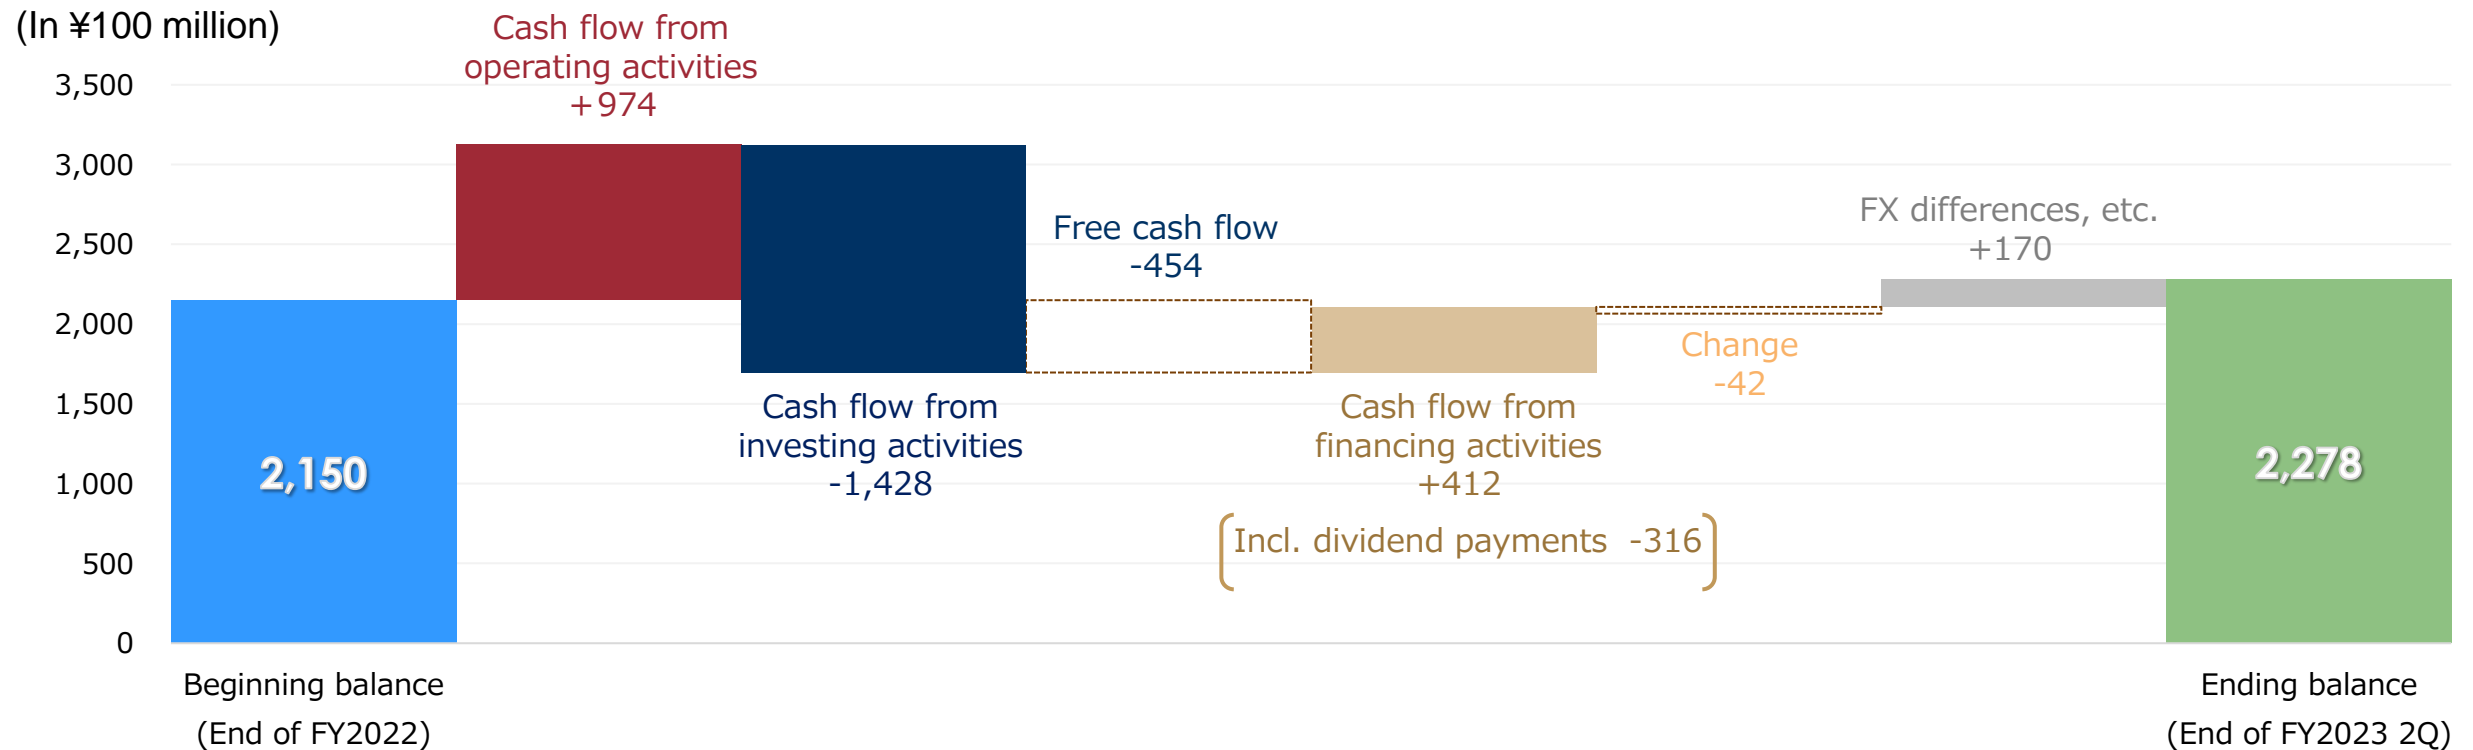 (In ¥100 million)
Cash flow from
operating activities
+974
3,500
3,000
2,500
2,000
1,500
1,000
500
0
2,150
Cash flow from
investing activities
-1,428
Free cash flow
-454
Cash flow from
financing activities
+412
Incl. dividend payments -316
Change
-42
FX differences, etc.
+170
2,278
Beginning balance
(End of FY2022)
Ending balance
(End of FY2023 2Q)